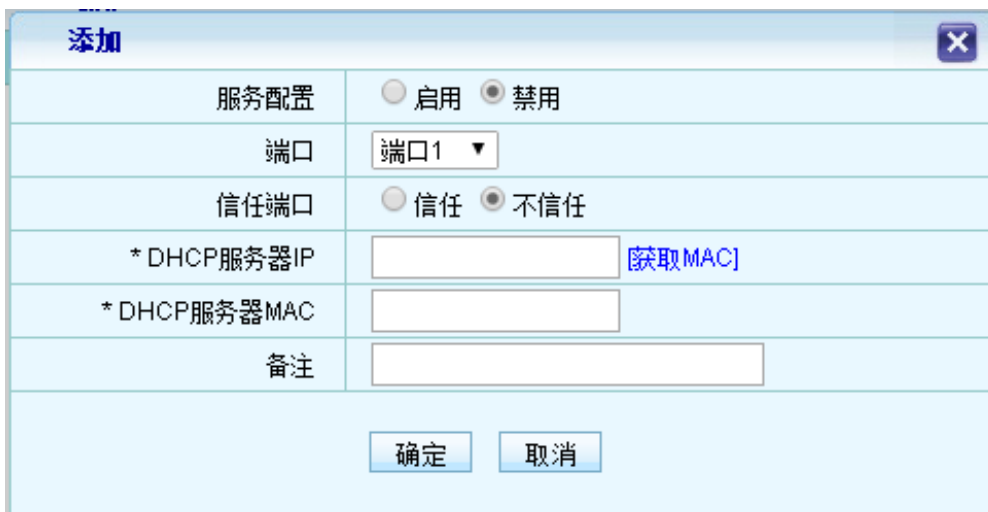 添加
服务配置 启用 禁用
端口 端口1
信任端口 信任 不信任
* DHCP服务器IP [获取MAC]
* DHCP服务器MAC
备注
确定 取消